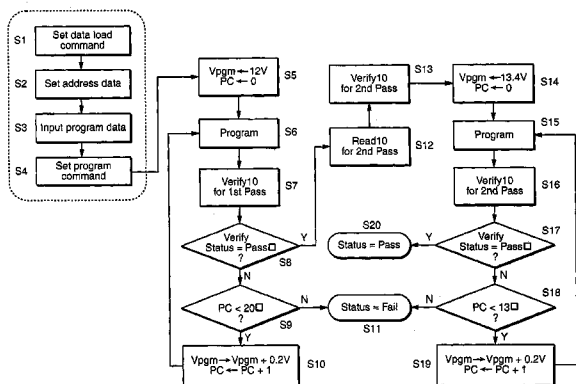 S1
Set data load
command
S2
Set address data
S3
Input program data
S4
Set program
command
Vpgm ←12V
PC ← 0
S5
Program
S6
Verify10
for 1st Pass
S7
Verify
Status = Pass□
?
S8
Y
N
PC < 20□
?
S9
N
Y
Vpgm → Vpgm + 0.2V
PC ← PC + 1
S10
Status = Fail
S11
Read10
for 2nd Pass
S12
Verify10
for 2nd Pass
S13
Vpgm ←13.4V
PC ← 0
S14
Program
S15
Verify10
for 2nd Pass
S16
Verify
Status = Pass□
?
S17
Y
N
S20
Status = Pass
PC < 13□
?
S18
N
Y
S19
Vpgm → Vpgm + 0.2V
PC ← PC + 1